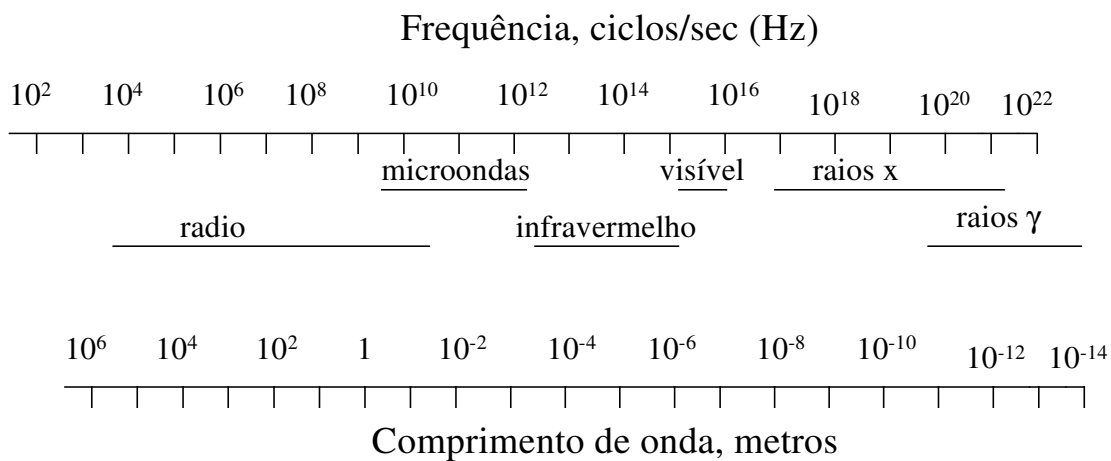 Frequência, ciclos/sec (Hz)
10² 10⁴ 10⁶ 10⁸ 10¹⁰ 10¹² 10¹⁴ 10¹⁶ 10¹⁸ 10²⁰ 10²²
microondas visível raios x
radio infravermelho raios γ
10⁶ 10⁴ 10² 1 10⁻² 10⁻⁴ 10⁻⁶ 10⁻⁸ 10⁻¹⁰ 10⁻¹² 10⁻¹⁴
Comprimento de onda, metros